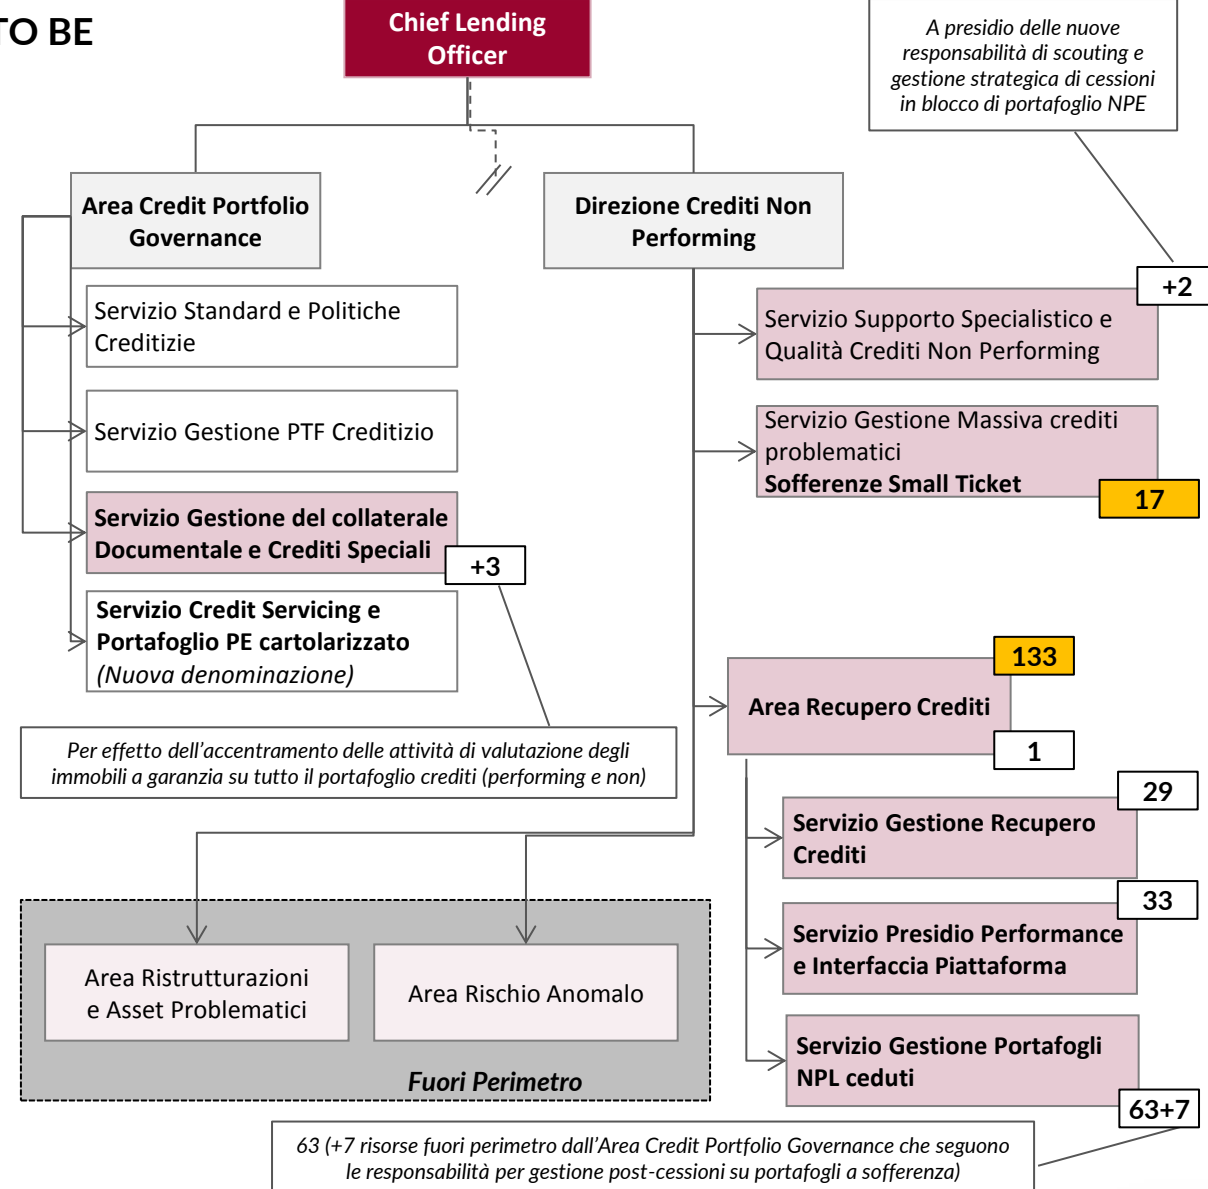 TO BE
Chief Lending
Officer
A presidio delle nuove
responsabilità di scouting e
gestione strategica di cessioni
in blocco di portafoglio NPE
Area Credit Portfolio
Governance
Direzione Crediti Non
Performing
Servizio Standard e Politiche
Creditizie
Servizio Gestione PTF Creditizio
Servizio Gestione del collaterale
Documentale e Crediti Speciali
+3
Servizio Credit Servicing e
Portafoglio PE cartolarizzato
(Nuova denominazione)
Per effetto dell’accentramento delle attività di valutazione degli
immobili a garanzia su tutto il portafoglio crediti (performing e non)
+2
Servizio Supporto Specialistico e
Qualità Crediti Non Performing
Servizio Gestione Massiva crediti
problematici
Sofferenze Small Ticket
17
133
Area Recupero Crediti
1
29
Servizio Gestione Recupero
Crediti
33
Servizio Presidio Performance
e Interfaccia Piattaforma
Servizio Gestione Portafogli
NPL ceduti
63+7
Area Ristrutturazioni
e Asset Problematici
Area Rischio Anomalo
Fuori Perimetro
63 (+7 risorse fuori perimetro dall’Area Credit Portfolio Governance che seguono
le responsabilità per gestione post-cessioni su portafogli a sofferenza)